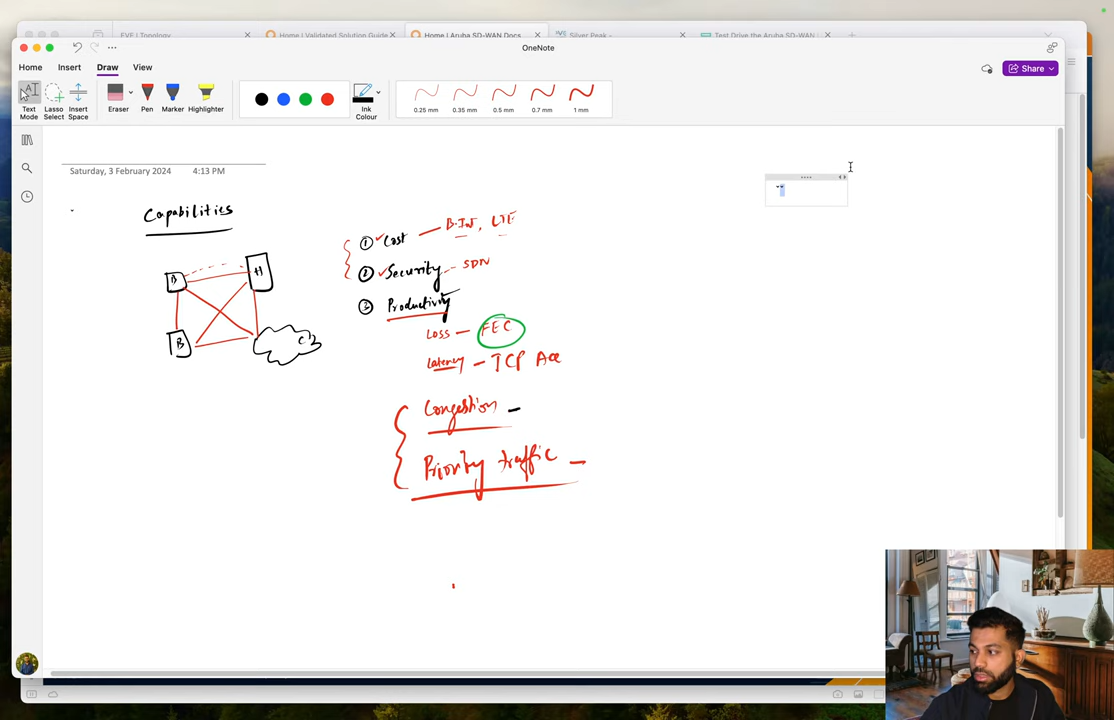 EVE | Topology
Home | Validated Solution Guide
Home | Aruba SD-WAN Docs
Silver Peak -
Test Drive the Aruba SD-WAN
OneNote
Home Insert Draw View
Share
Text Mode
Lasso Select
Insert Space
Eraser
Pen
Marker
Highlighter
Ink Colour
0.25 mm
0.35 mm
0.5 mm
0.7 mm
1 mm
Saturday, 3 February 2024 4:13 PM
Capabilities
① Cost — B.Int, LTE
② Security -- SDN
③ Productivity
Loss — FEC
Latency — TCP Acc
Congestion —
Priority traffic —
B
H
B